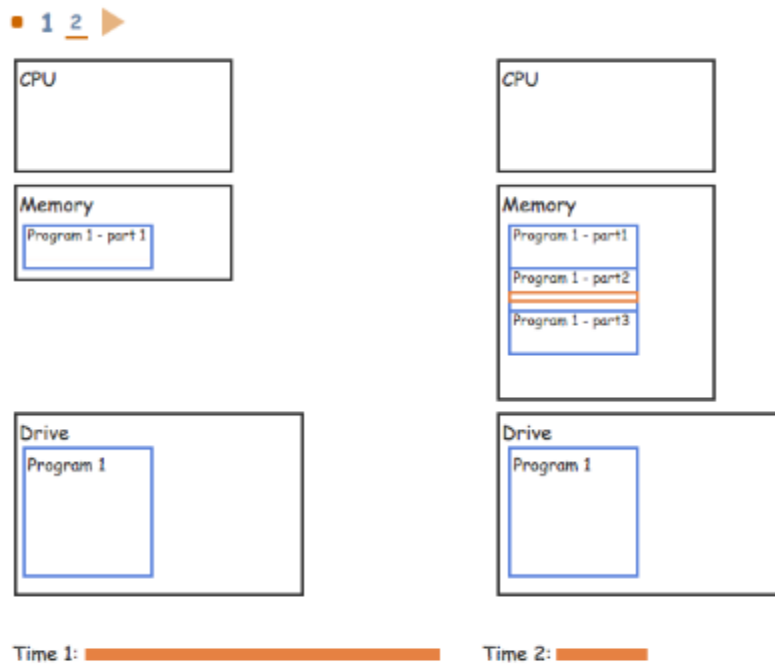 1 2
CPU
Memory
Program 1 - part 1
Drive
Program 1
Time 1:
CPU
Memory
Program 1 - part1
Program 1 - part2
Program 1 - part3
Drive
Program 1
Time 2: